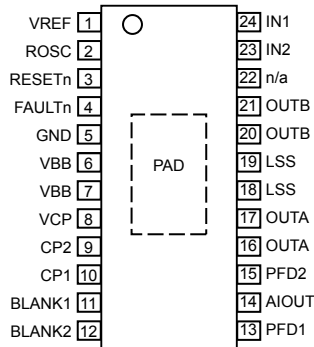 VREF 1
ROSC 2
RESETn 3
FAULTn 4
GND 5
VBB 6
VBB 7
VCP 8
CP2 9
CP1 10
BLANK1 11
BLANK2 12
PAD
24 IN1
23 IN2
22 n/a
21 OUTB
20 OUTB
19 LSS
18 LSS
17 OUTA
16 OUTA
15 PFD2
14 AIOUT
13 PFD1